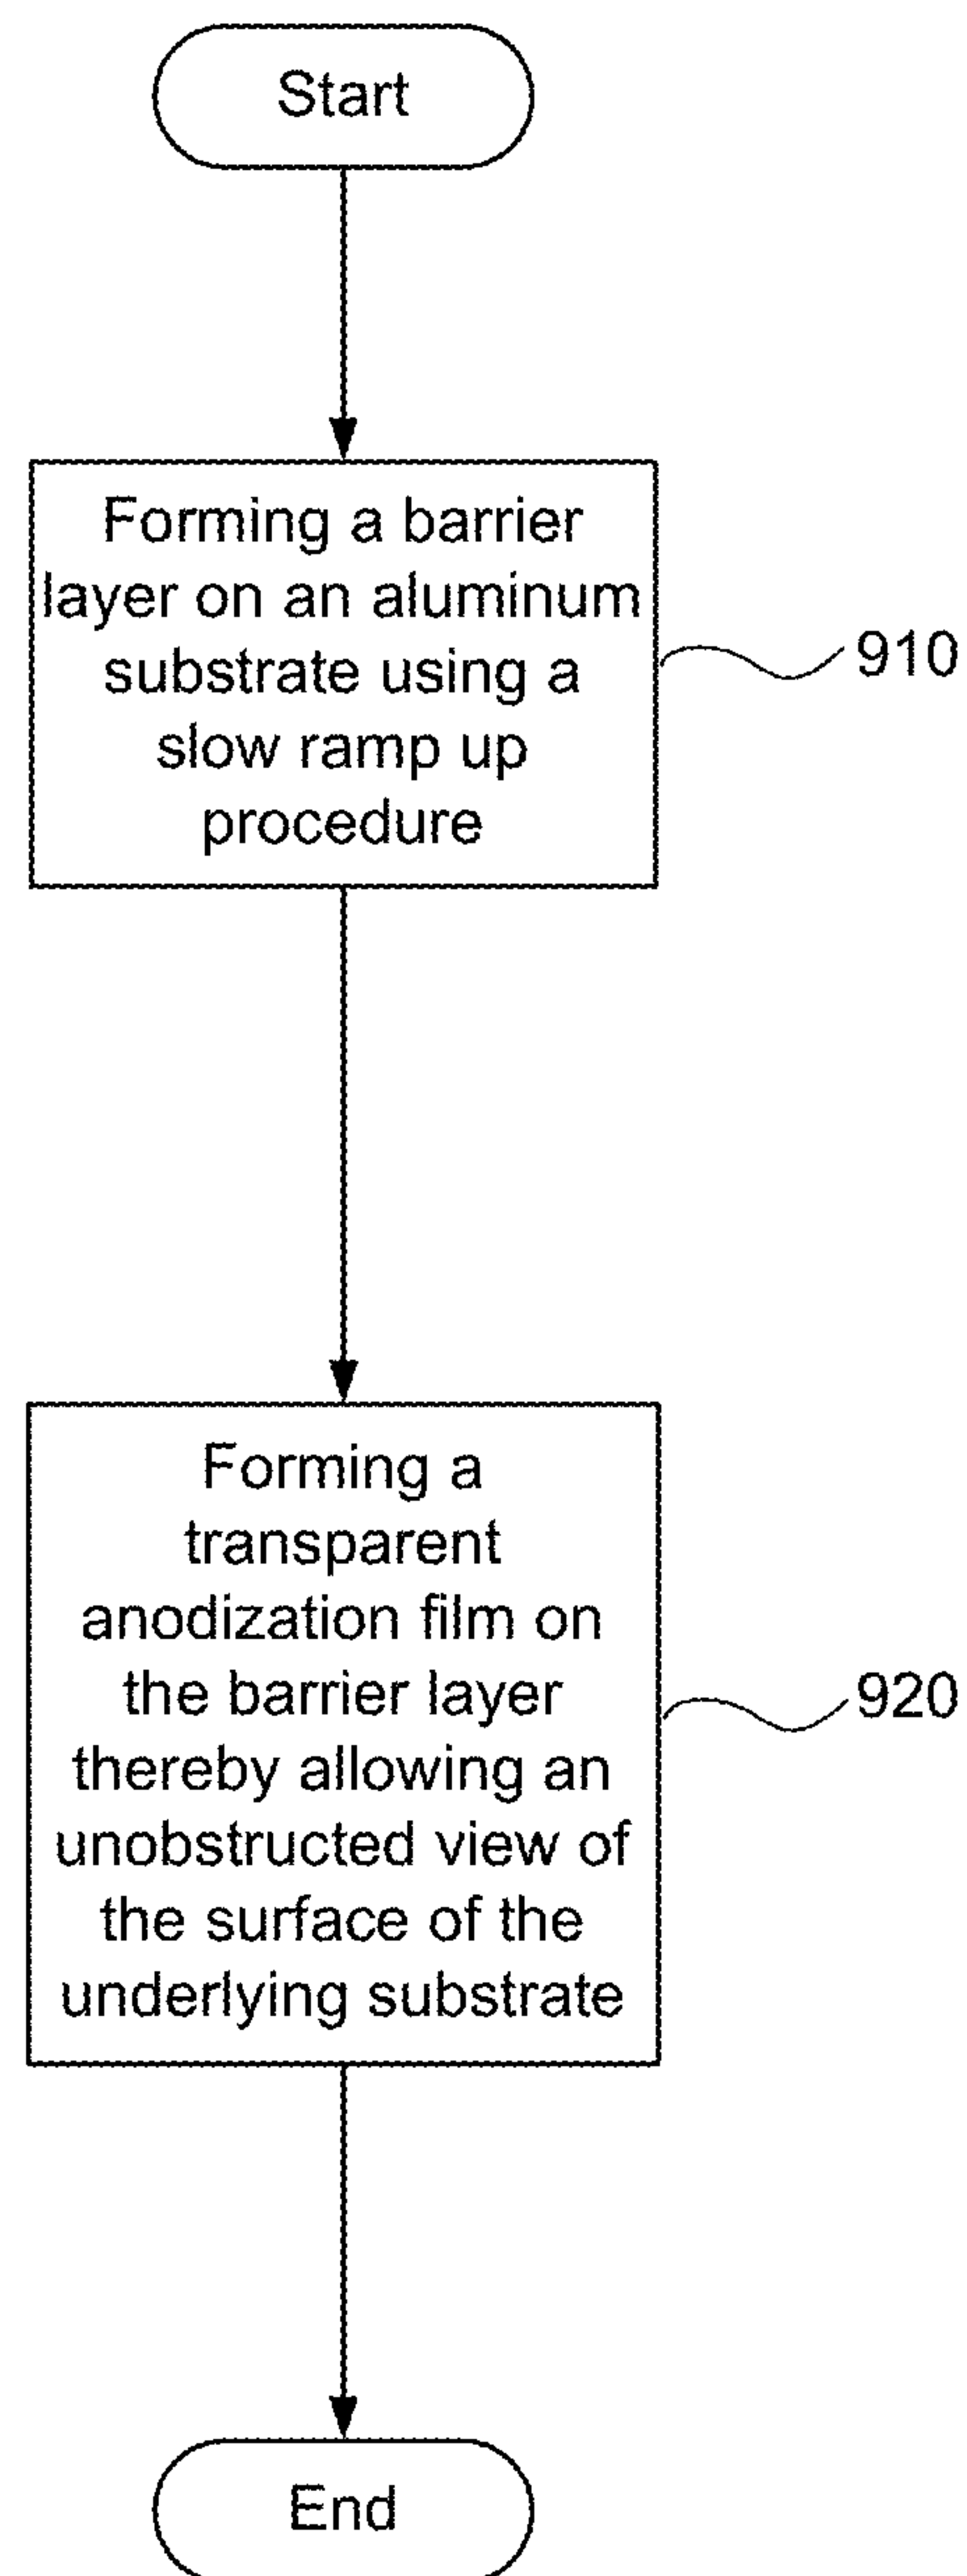 Start
Forming a barrier
layer on an aluminum
substrate using a
slow ramp up
procedure
910
Forming a
transparent
anodization film on
the barrier layer
thereby allowing an
unobstructed view of
the surface of the
underlying substrate
920
End